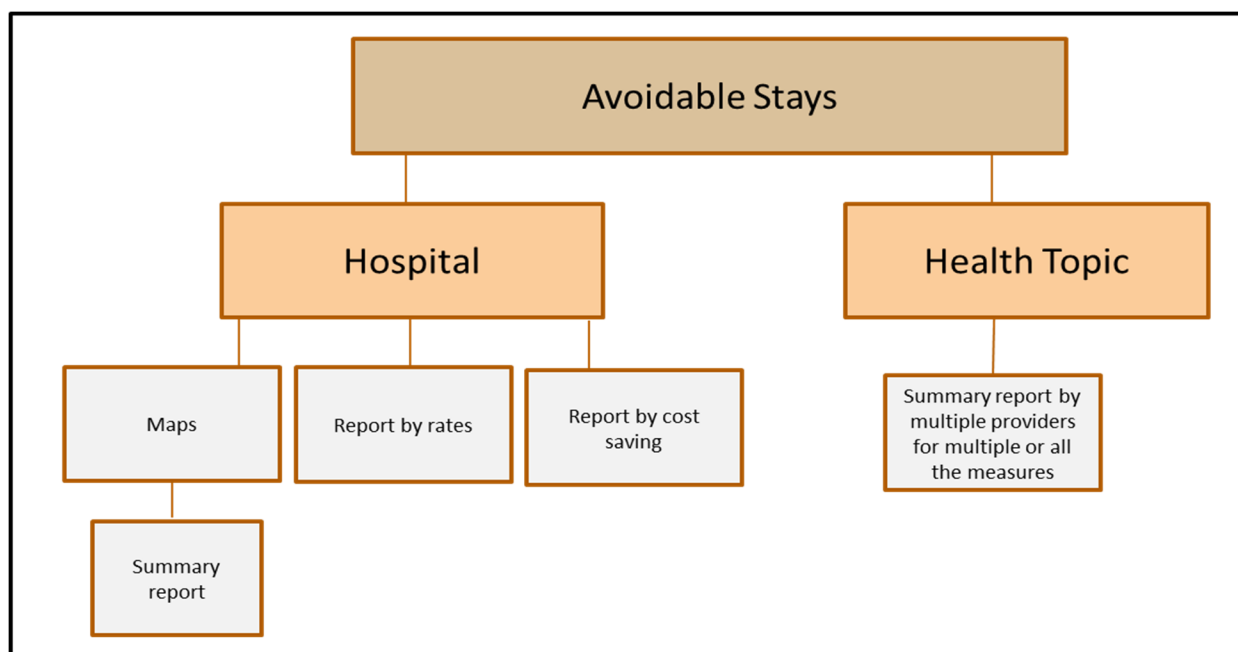 Avoidable Stays
Hospital
Health Topic
Maps
Report by rates
Report by cost
saving
Summary report by
multiple providers
for multiple or all
the measures
Summary
report